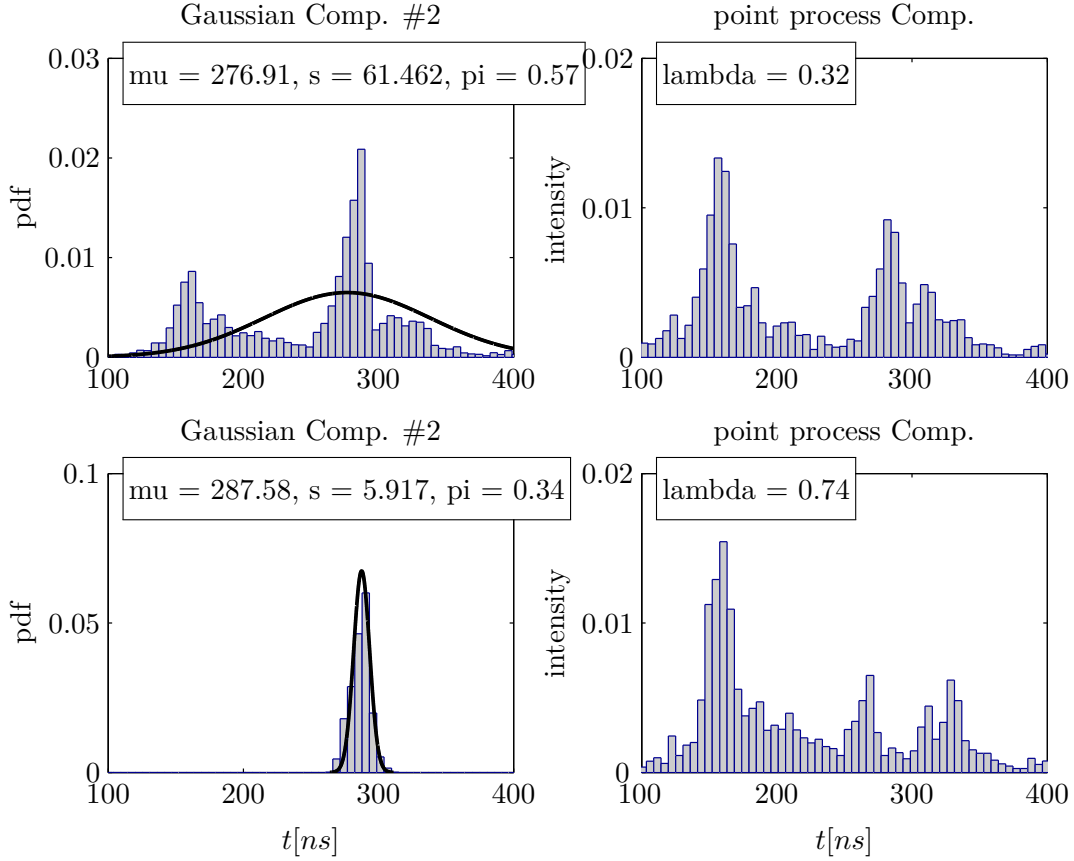 Gaussian Comp. #2
mu = 276.91, s = 61.462, pi = 0.57
0.03
0.02
0.01
0
pdf
100
200
300
400
point process Comp.
lambda = 0.32
0.02
0.01
0
intensity
100
200
300
400
Gaussian Comp. #2
mu = 287.58, s = 5.917, pi = 0.34
0.1
0.05
0
pdf
100
200
300
400
t[ns]
point process Comp.
lambda = 0.74
0.02
0.01
0
intensity
100
200
300
400
t[ns]